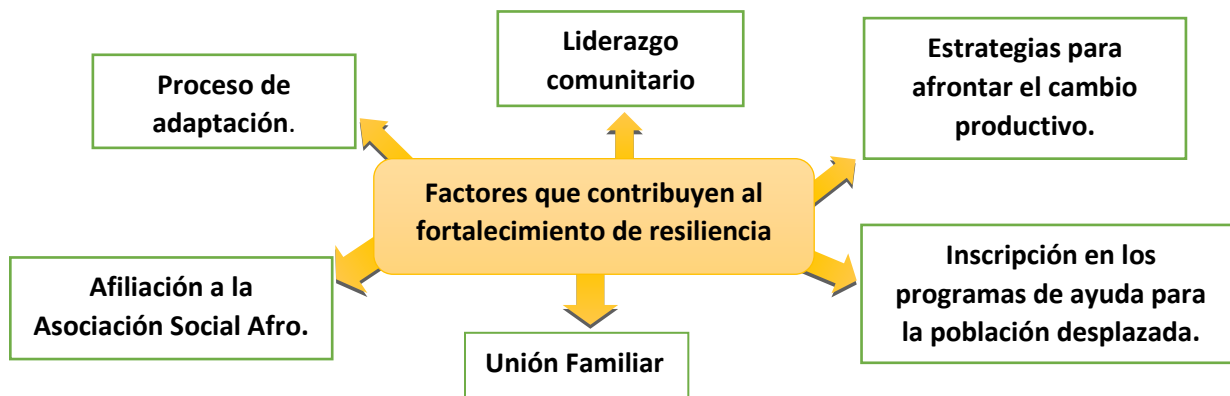 Liderazgo
comunitario
Estrategias para
afrontar el cambio
productivo.
Proceso de
adaptación.
Factores que contribuyen al
fortalecimiento de resiliencia
Afiliación a la
Asociación Social Afro.
Inscripción en los
programas de ayuda para
la población desplazada.
Unión Familiar